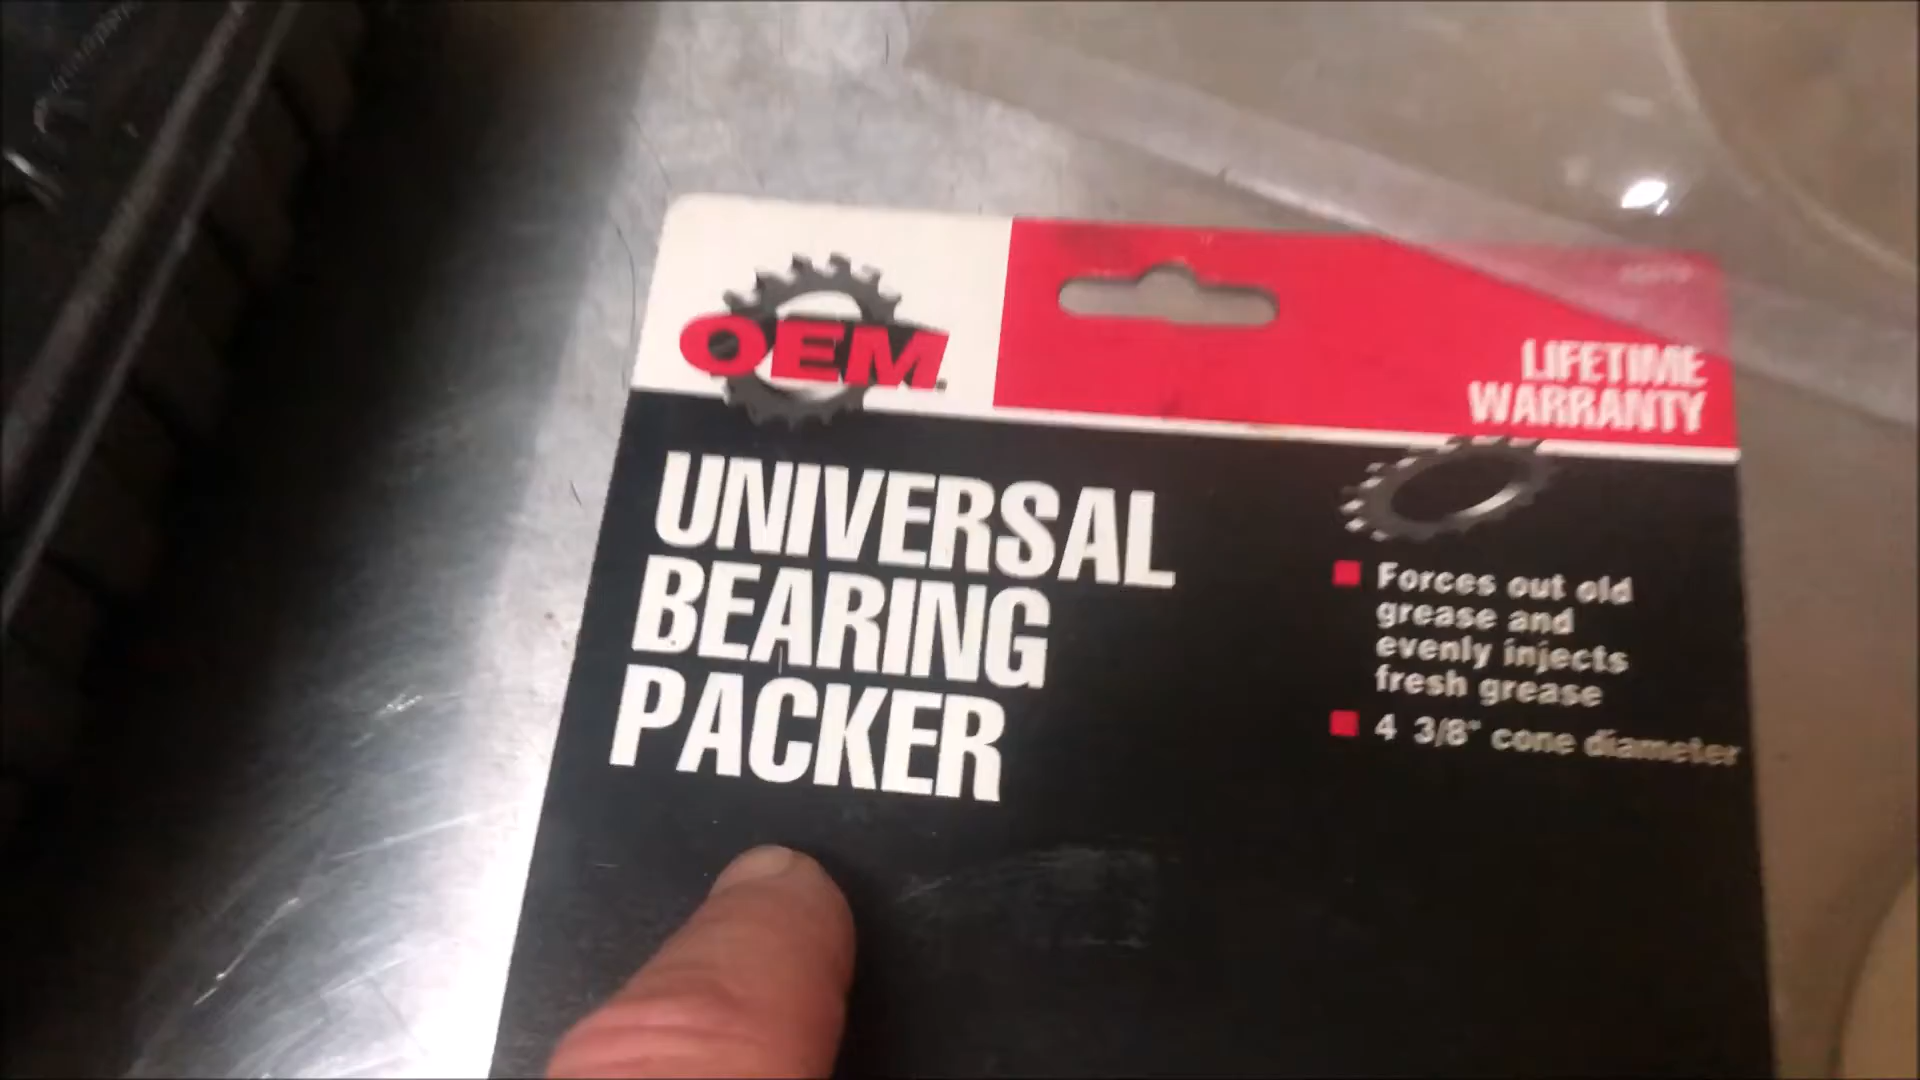 OEM
LIFETIME
WARRANTY
UNIVERSAL
BEARING
PACKER
Forces out old
grease and
evenly injects
fresh grease
4 3/8" cone diameter